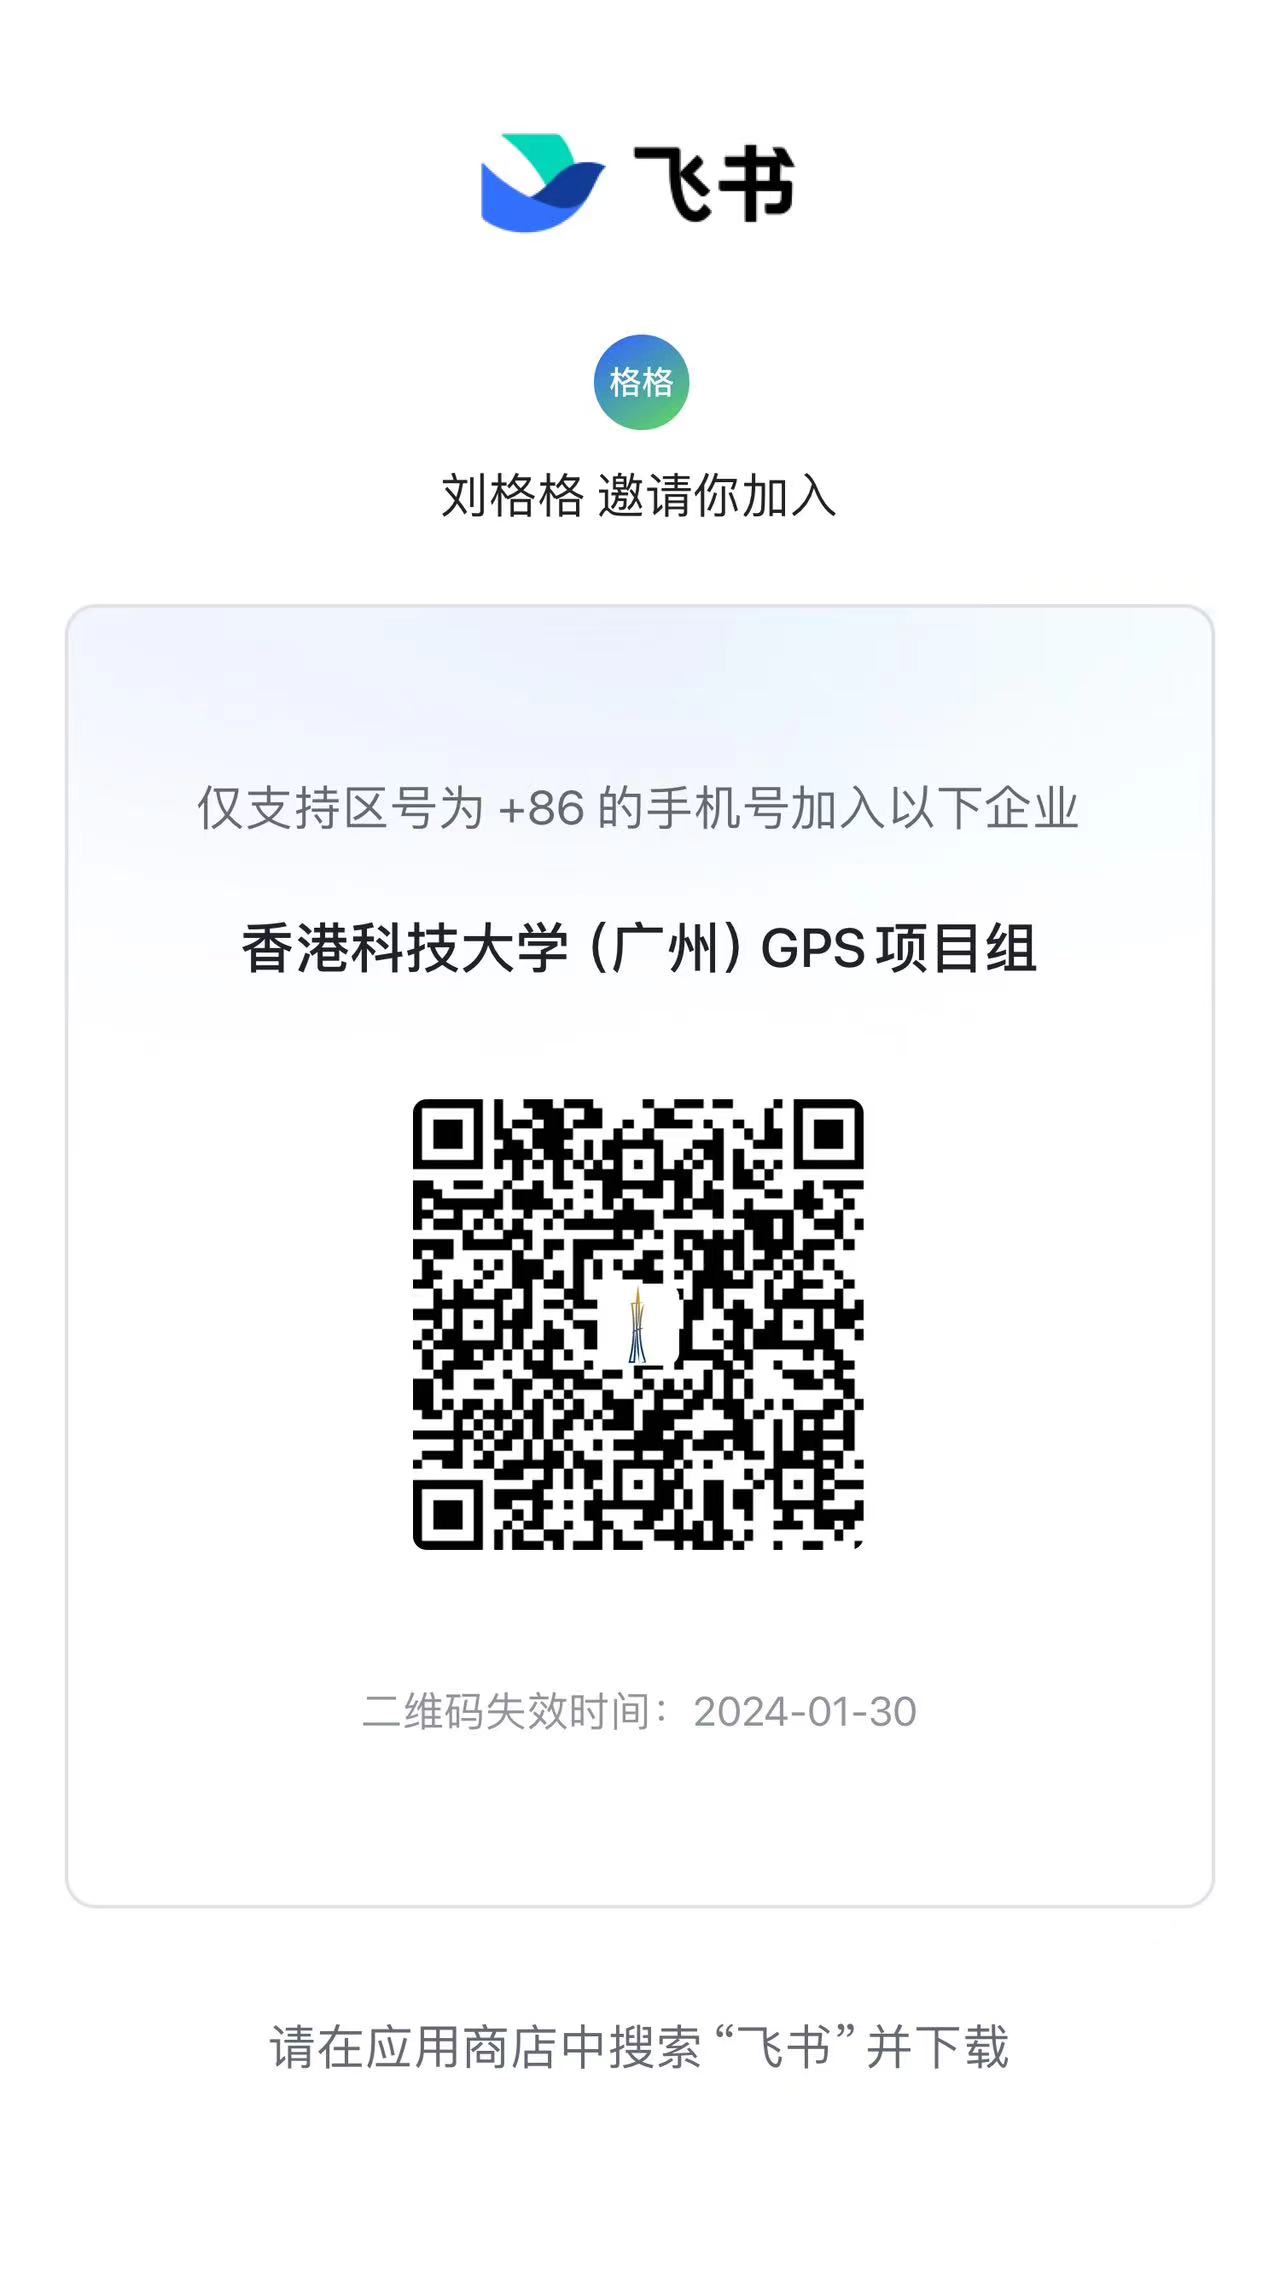 飞书
格格
刘格格 邀请你加入
仅支持区号为 +86 的手机号加入以下企业
香港科技大学（广州）GPS项目组
二维码失效时间：2024-01-30
请在应用商店中搜索“飞书”并下载